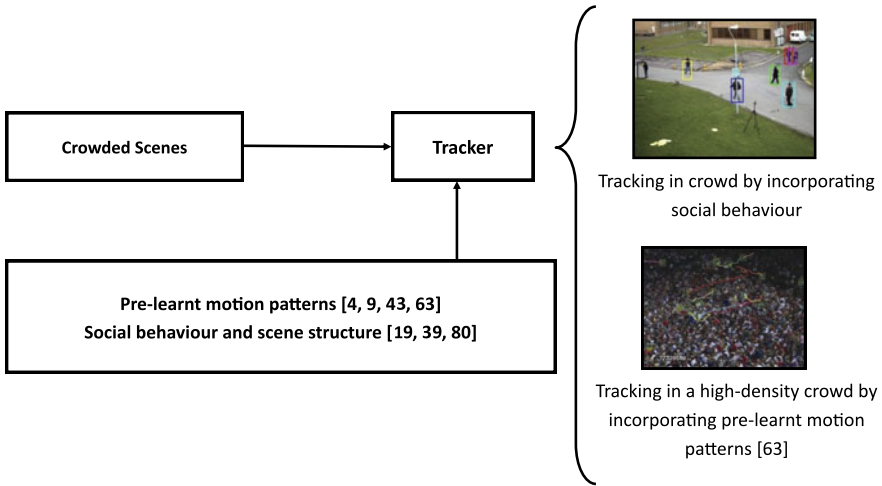 Crowded Scenes
Tracker
Pre-learnt motion patterns [4, 9, 43, 63]
Social behaviour and scene structure [19, 39, 80]
Tracking in crowd by incorporating
social behaviour
Tracking in a high-density crowd by
incorporating pre-learnt motion
patterns [63]